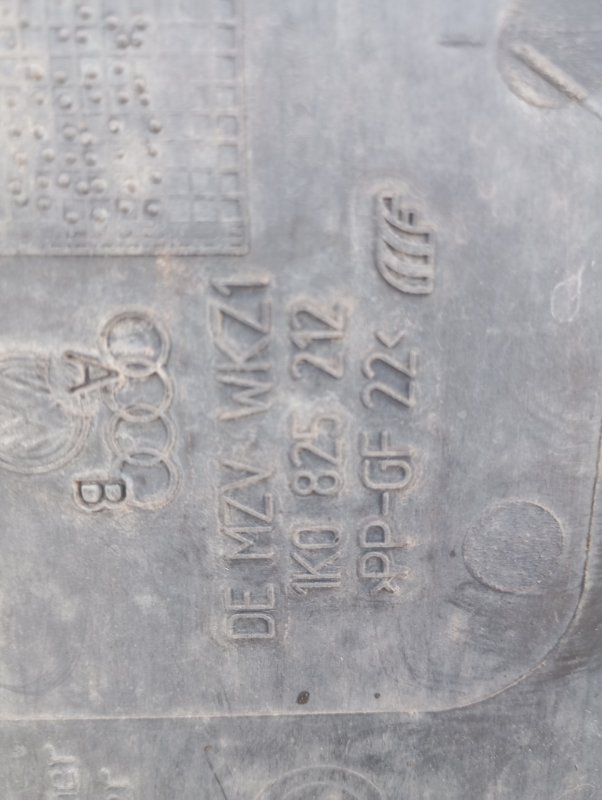 A
B
DE MZV WKZ1
1K0 825 212
>PP-GF 22<